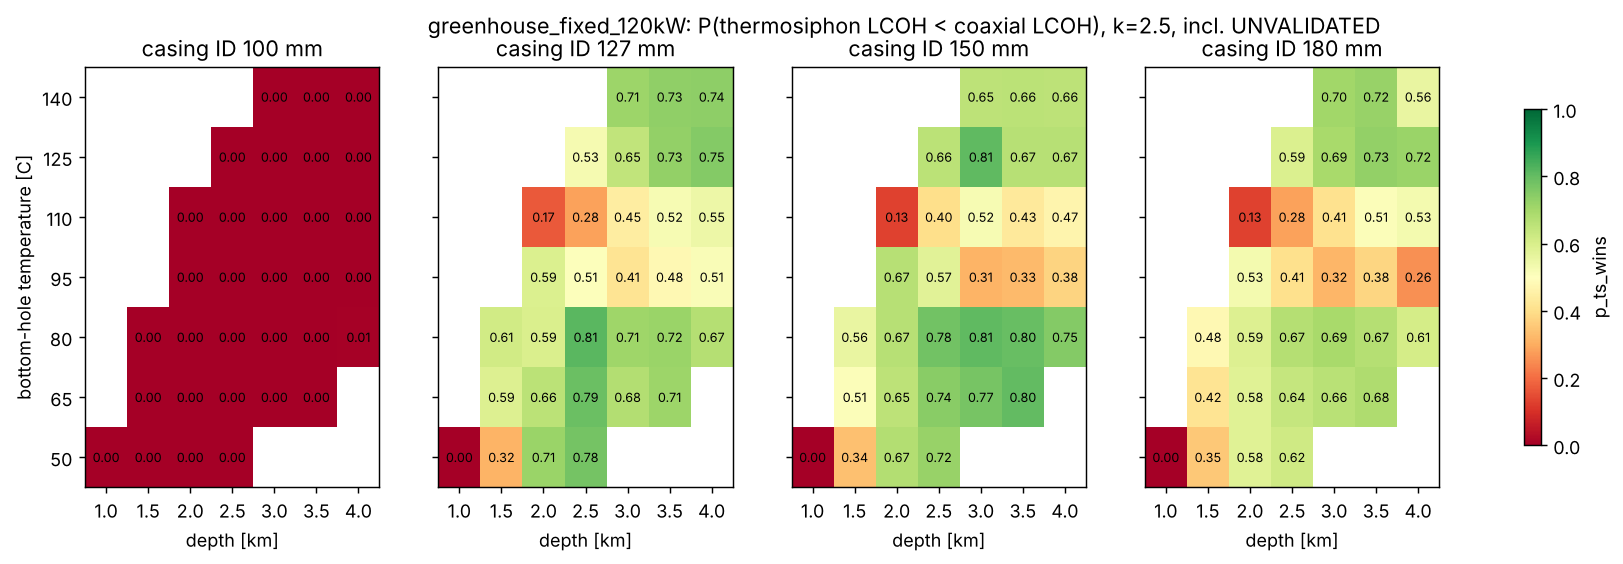 greenhouse_fixed_120kW: P(thermosiphon LCOH < coaxial LCOH), k=2.5, incl. UNVALIDATED
casing ID 100 mm
casing ID 127 mm
casing ID 150 mm
casing ID 180 mm
bottom-hole temperature [C]
140
125
110
95
80
65
50
0.00 0.00 0.00
0.00 0.00 0.00 0.00
0.00 0.00 0.00 0.00 0.00
0.00 0.00 0.00 0.00 0.00
0.00 0.00 0.00 0.00 0.00 0.01
0.00 0.00 0.00 0.00 0.00
0.00 0.00 0.00 0.00
1.0 1.5 2.0 2.5 3.0 3.5 4.0
depth [km]
0.71 0.73 0.74
0.53 0.65 0.73 0.75
0.17 0.28 0.45 0.52 0.55
0.59 0.51 0.41 0.48 0.51
0.61 0.59 0.81 0.71 0.72 0.67
0.59 0.66 0.79 0.68 0.71
0.00 0.32 0.71 0.78
1.0 1.5 2.0 2.5 3.0 3.5 4.0
depth [km]
0.65 0.66 0.66
0.66 0.81 0.67 0.67
0.13 0.40 0.52 0.43 0.47
0.67 0.57 0.31 0.33 0.38
0.56 0.67 0.78 0.81 0.80 0.75
0.51 0.65 0.74 0.77 0.80
0.00 0.34 0.67 0.72
1.0 1.5 2.0 2.5 3.0 3.5 4.0
depth [km]
0.70 0.72 0.56
0.59 0.69 0.73 0.72
0.13 0.28 0.41 0.51 0.53
0.53 0.41 0.32 0.38 0.26
0.48 0.59 0.67 0.69 0.67 0.61
0.42 0.58 0.64 0.66 0.68
0.00 0.35 0.58 0.62
1.0 1.5 2.0 2.5 3.0 3.5 4.0
depth [km]
1.0
0.8
0.6
0.4
0.2
0.0
p_ts_wins